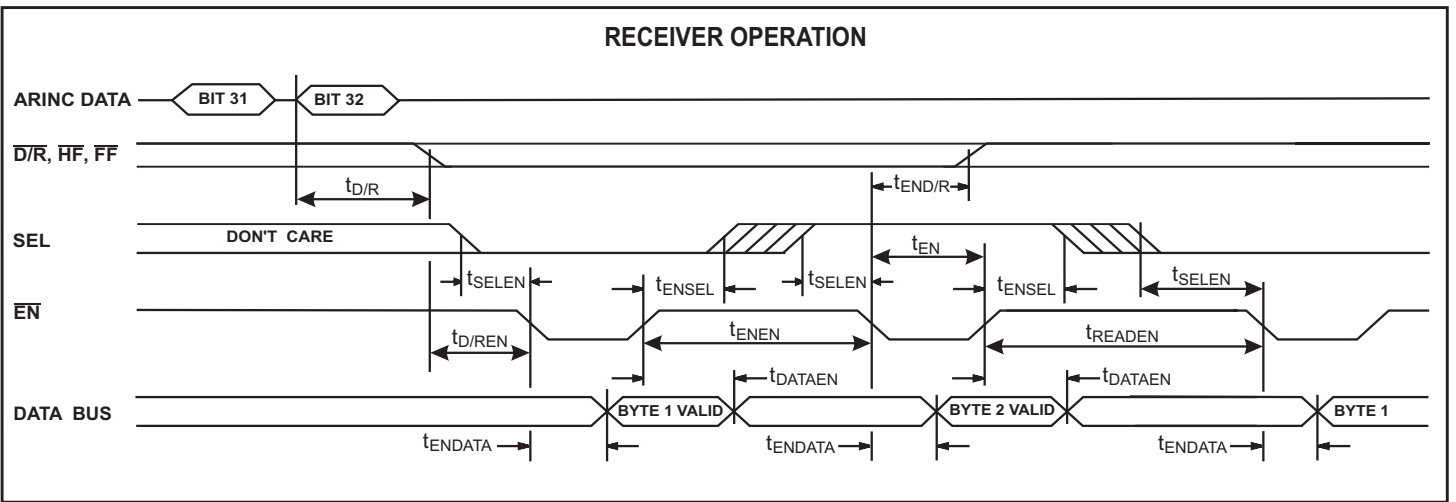 RECEIVER OPERATION
ARINC DATA BIT 31 BIT 32
D/R, HF, FF
tD/R tEND/R
SEL DON'T CARE
tEN
tSELEN tENSEL tSELEN tENSEL tSELEN
EN
tD/REN tENEN tREADEN
tDATAEN tDATAEN
DATA BUS BYTE 1 VALID BYTE 2 VALID BYTE 1
tENDATA tENDATA tENDATA